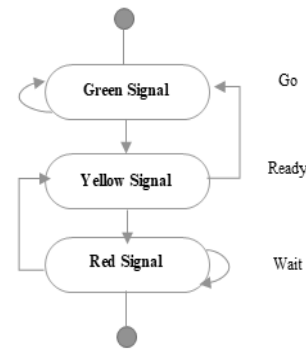 Go
Green Signal
Ready
Yellow Signal
Red Signal
Wait